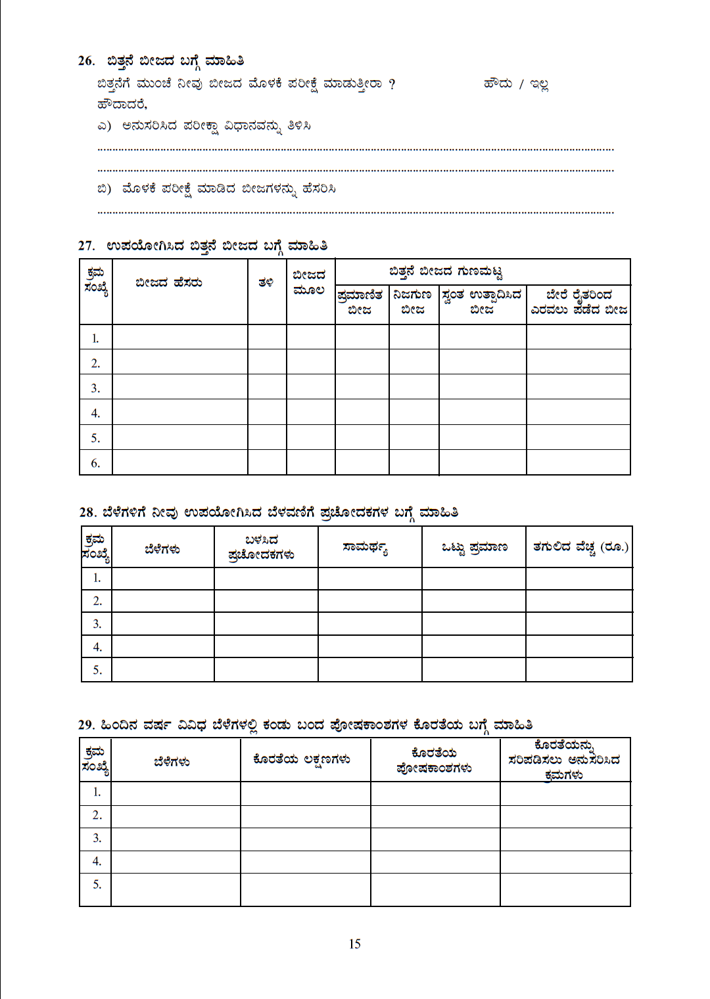 26. ಬಿತ್ತನೆ ಬೀಜದ ಬಗ್ಗೆ ಮಾಹಿತಿ
ಬಿತ್ತನೆಗೆ ಮುಂಚೆ ನೀವು ಬೀಜದ ಮೊಳಕೆ ಪರೀಕ್ಷೆ ಮಾಡುತ್ತೀರಾ ? ಹೌದು / ಇಲ್ಲ
ಹೌದಾದರೆ,
ಎ) ಅನುಸರಿಸಿದ ಪರೀಕ್ಷಾ ವಿಧಾನವನ್ನು ತಿಳಿಸಿ
ಬಿ) ಮೊಳಕೆ ಪರೀಕ್ಷೆ ಮಾಡಿದ ಬೀಜಗಳನ್ನು ಹೆಸರಿಸಿ
27. ಉಪಯೋಗಿಸಿದ ಬಿತ್ತನೆ ಬೀಜದ ಬಗ್ಗೆ ಮಾಹಿತಿ
ಕ್ರಮ
ಸಂಖ್ಯೆ
ಬೀಜದ ಹೆಸರು
ತಳಿ
ಬೀಜದ
ಮೂಲ
ಬಿತ್ತನೆ ಬೀಜದ ಗುಣಮಟ್ಟ
ಪ್ರಮಾಣಿತ
ಬೀಜ
ನಿಜಗುಣ
ಬೀಜ
ಸ್ವಂತ ಉತ್ಪಾದಿಸಿದ
ಬೀಜ
ಬೇರೆ ರೈತರಿಂದ
ಎರವಲು ಪಡೆದ ಬೀಜ
1.
2.
3.
4.
5.
6.
28. ಬೆಳೆಗಳಿಗೆ ನೀವು ಉಪಯೋಗಿಸಿದ ಬೆಳವಣಿಗೆ ಪ್ರಚೋದಕಗಳ ಬಗ್ಗೆ ಮಾಹಿತಿ
ಕ್ರಮ
ಸಂಖ್ಯೆ
ಬೆಳೆಗಳು
ಬಳಸಿದ
ಪ್ರಚೋದಕಗಳು
ಸಾಮರ್ಥ್ಯ
ಒಟ್ಟು ಪ್ರಮಾಣ
ತಗುಲಿದ ವೆಚ್ಚ (ರೂ.)
1.
2.
3.
4.
5.
29. ಹಿಂದಿನ ವರ್ಷ ವಿವಿಧ ಬೆಳೆಗಳಲ್ಲಿ ಕಂಡು ಬಂದ ಪೋಷಕಾಂಶಗಳ ಕೊರತೆಯ ಬಗ್ಗೆ ಮಾಹಿತಿ
ಕ್ರಮ
ಸಂಖ್ಯೆ
ಬೆಳೆಗಳು
ಕೊರತೆಯ ಲಕ್ಷಣಗಳು
ಕೊರತೆಯ
ಪೋಷಕಾಂಶಗಳು
ಕೊರತೆಯನ್ನು
ಸರಿಪಡಿಸಲು ಅನುಸರಿಸಿದ
ಕ್ರಮಗಳು
1.
2.
3.
4.
5.
15